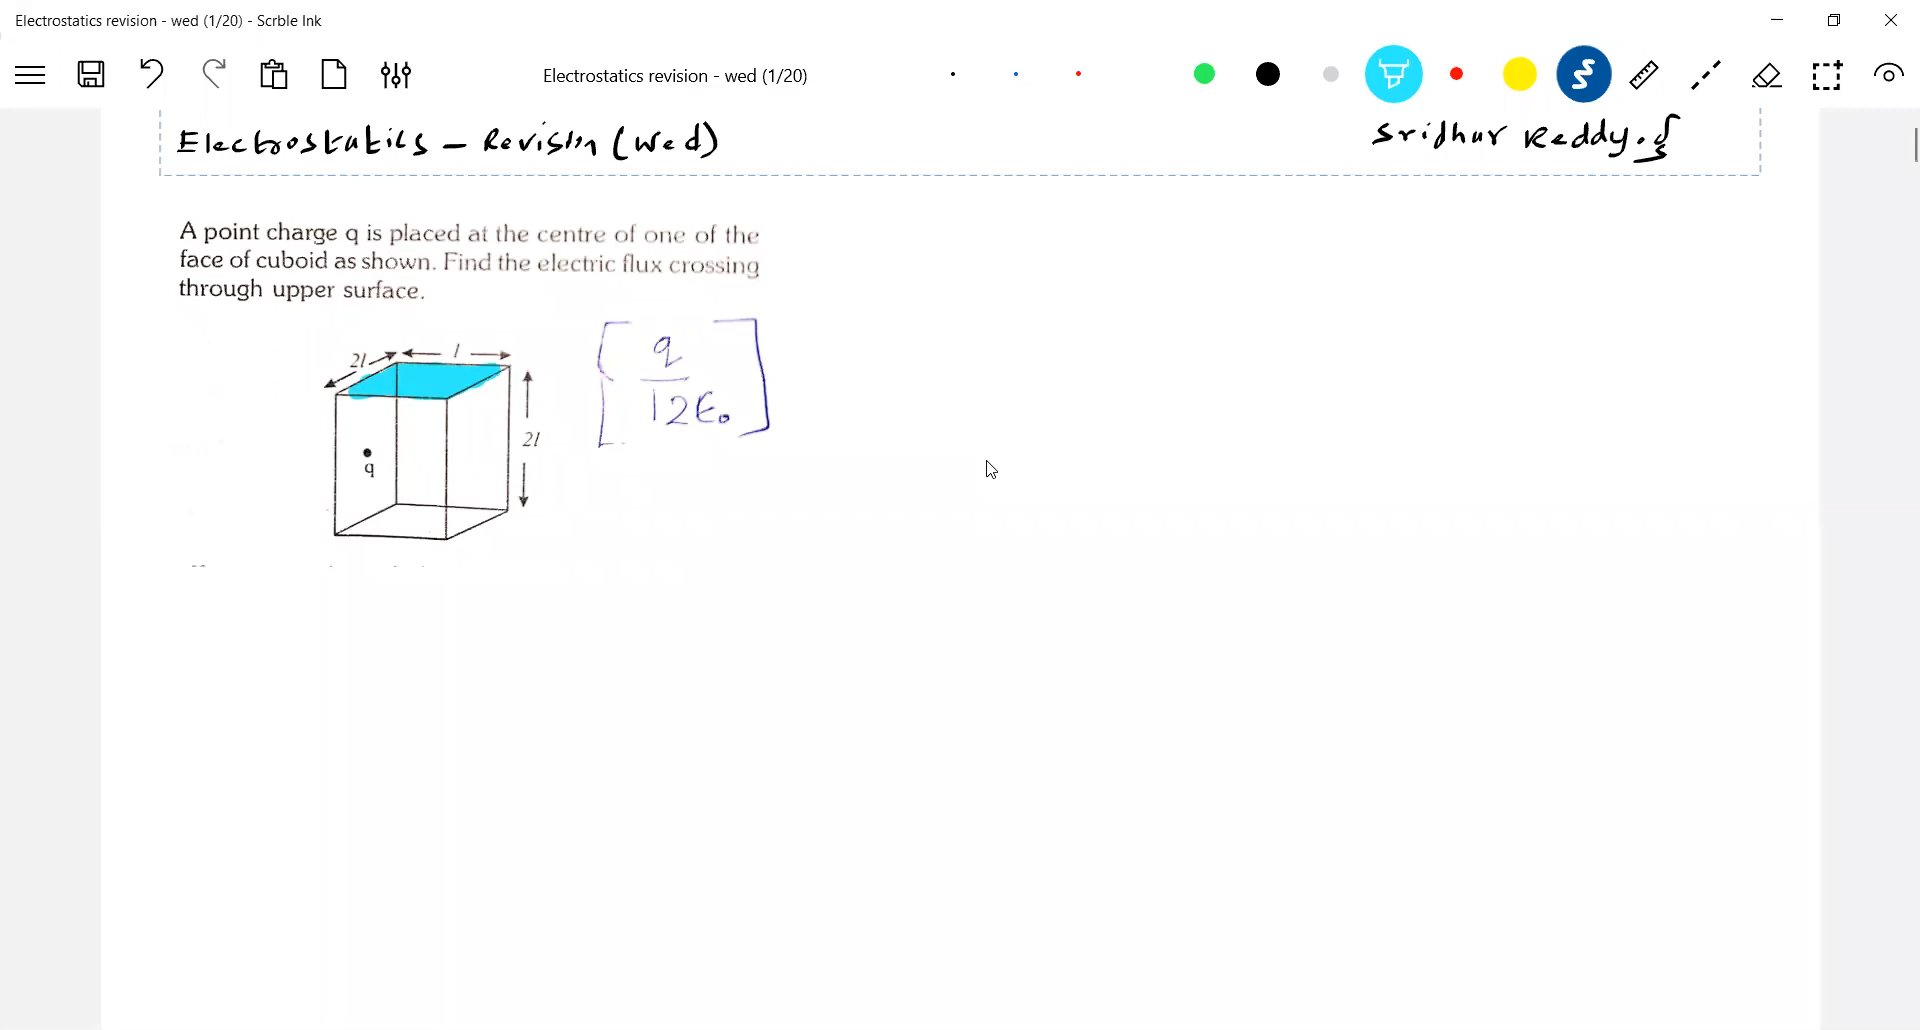 Electrostatics revision - wed (1/20) - Scrble Ink
Electrostatics revision - wed (1/20)
Electrostatics - Revision (wed)
Sridhar Reddy.S
A point charge q is placed at the centre of one of the
face of cuboid as shown. Find the electric flux crossing
through upper surface.
2l
l
2l
q
q
12ϵ₀